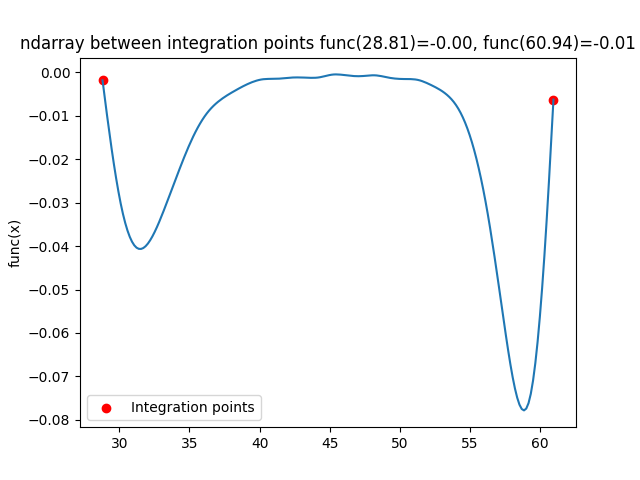 ndarray between integration points func(28.81)=-0.00, func(60.94)=-0.01
0.00
−0.01
−0.02
−0.03
−0.04
−0.05
−0.06
−0.07
−0.08
func(x)
Integration points
30 35 40 45 50 55 60